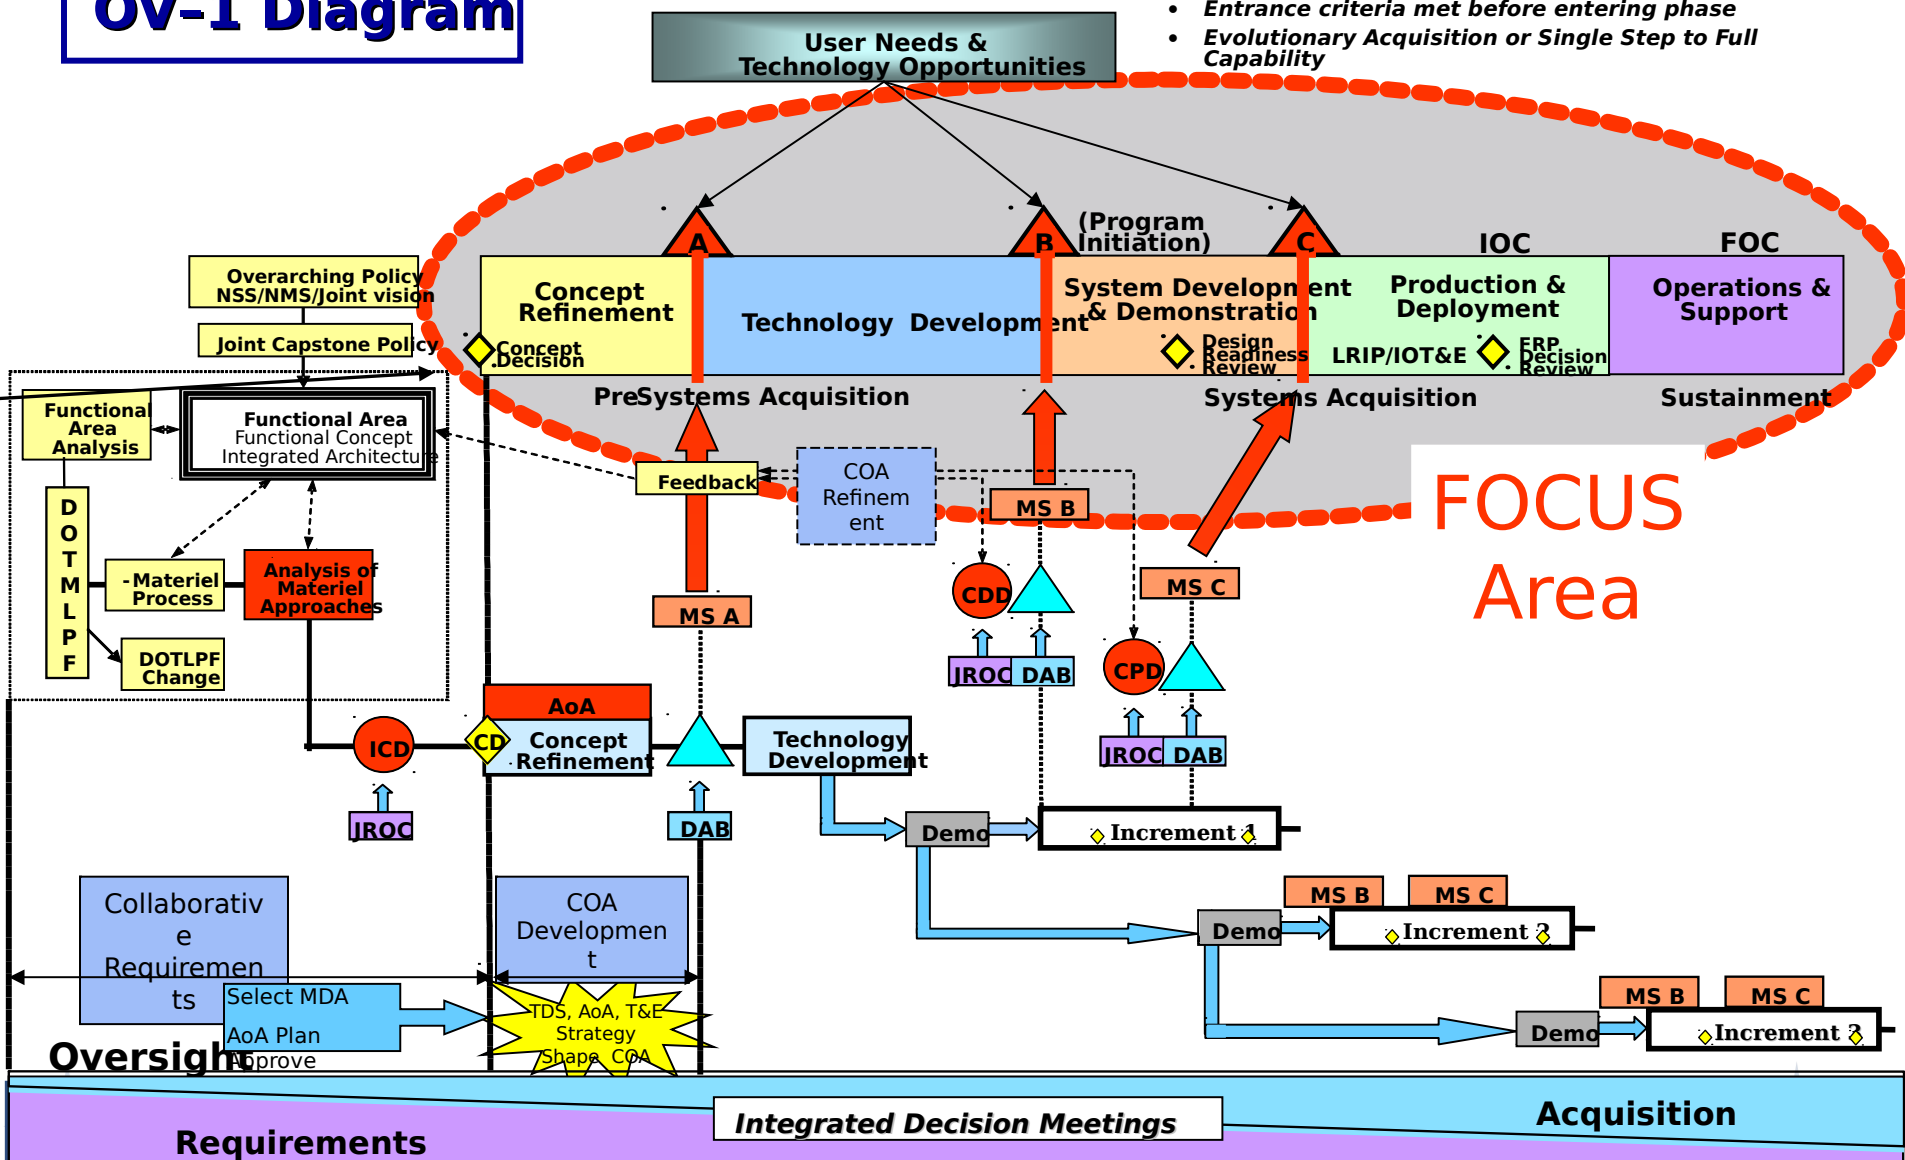 OV-1 Diagram
• Entrance criteria met before entering phase
• Evolutionary Acquisition or Single Step to Full
Capability
User Needs &
Technology Opportunities
A
B
(Program
Initiation)
C
IOC
FOC
Overarching Policy
NSS/NMS/Joint vision
Joint Capstone Policy
Concept
Refinement
Concept
Decision
Technology Development
System Development
& Demonstration
Design
Readiness
Review
Production &
Deployment
LRIP/IOT&E
FRP
Decision
Review
Operations &
Support
PreSystems Acquisition
Systems Acquisition
Sustainment
Functional
Area
Analysis
Functional Area
Functional Concept
Integrated Architecture
Feedback
COA
Refinem
ent
MS B
FOCUS
Area
D
O
T
M
L
P
F
-Materiel
Process
Analysis of
Materiel
Approaches
DOTLPF
Change
MS A
CDD
MS C
JROC
DAB
CPD
JROC
DAB
AoA
ICD
CD
Concept
Refinement
Technology
Development
JROC
DAB
Demo
Increment 1
Collaborativ
e
Requiremen
ts
COA
Developmen
t
MS B
MS C
Demo
Increment 2
Select MDA
AoA Plan
Approve
TDS, AoA, T&E
Strategy
Shape COA
MS B
MS C
Demo
Increment 3
Oversight
Integrated Decision Meetings
Acquisition
Requirements